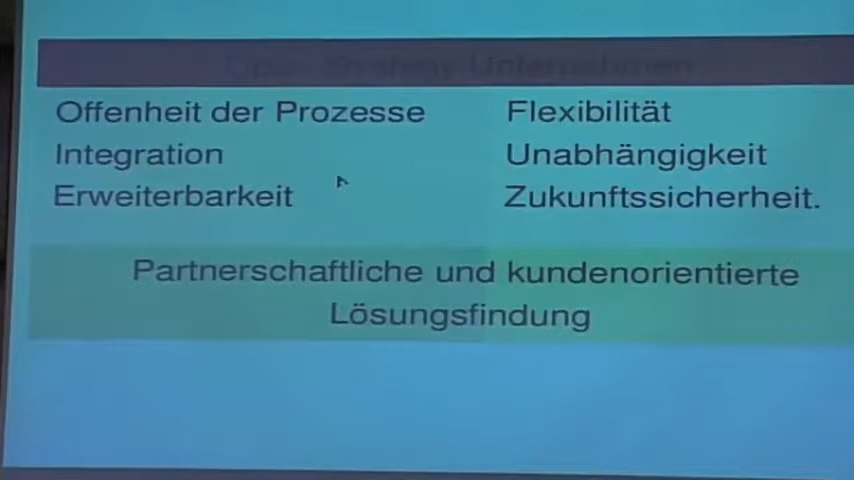 Offenheit der Prozesse
Integration
Erweiterbarkeit
Flexibilität
Unabhängigkeit
Zukunftssicherheit.
Partnerschaftliche und kundenorientierte
Lösungsfindung